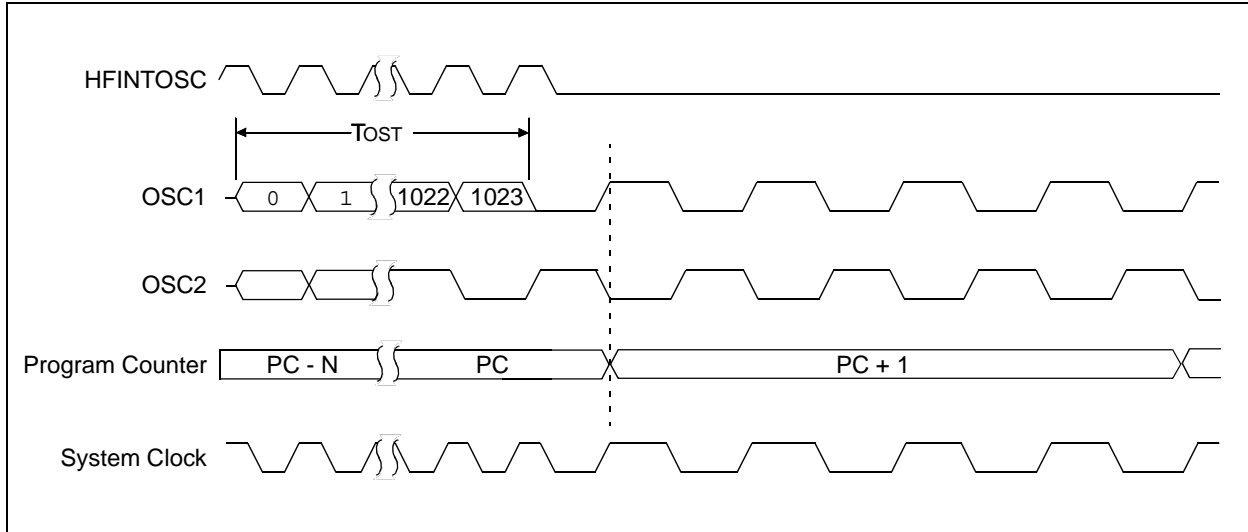 HFINTOSC
TOST
OSC1 0 1 1022 1023
OSC2
Program Counter PC - N PC PC + 1
System Clock